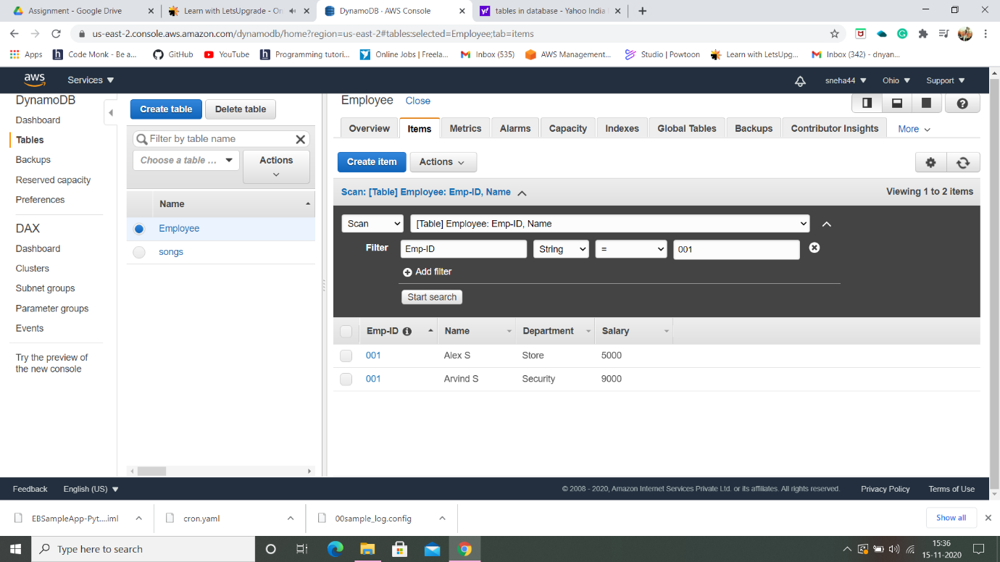 Assignment - Google Drive
Learn with LetsUpgrade - On
DynamoDB · AWS Console
tables in database - Yahoo India
us-east-2.console.aws.amazon.com/dynamodb/home?region=us-east-2#tables:selected=Employee;tab=items
Apps
Code Monk - Be a...
GitHub
YouTube
Programming tutori...
Online Jobs | Freela...
Inbox (535)
AWS Management...
Studio | Powtoon
Learn with LetsUpg...
Inbox (342) - dnyan...
aws
Services
sneha44
Ohio
Support
DynamoDB
Dashboard
Tables
Backups
Reserved capacity
Preferences
DAX
Dashboard
Clusters
Subnet groups
Parameter groups
Events
Try the preview of
the new console
Create table
Delete table
Filter by table name
Choose a table ...
Actions
Name
Employee
songs
Employee
Close
Overview
Items
Metrics
Alarms
Capacity
Indexes
Global Tables
Backups
Contributor Insights
More
Create item
Actions
Scan: [Table] Employee: Emp-ID, Name
Viewing 1 to 2 items
Scan
[Table] Employee: Emp-ID, Name
Filter
Emp-ID
String
=
001
Add filter
Start search
Emp-ID Name Department Salary
001 Alex S Store 5000
001 Arvind S Security 9000
Feedback
English (US)
© 2008 - 2020, Amazon Internet Services Private Ltd. or its affiliates. All rights reserved.
Privacy Policy
Terms of Use
EBSampleApp-Pyt....iml
cron.yaml
00sample_log.config
Show all
Type here to search
15:36
15-11-2020